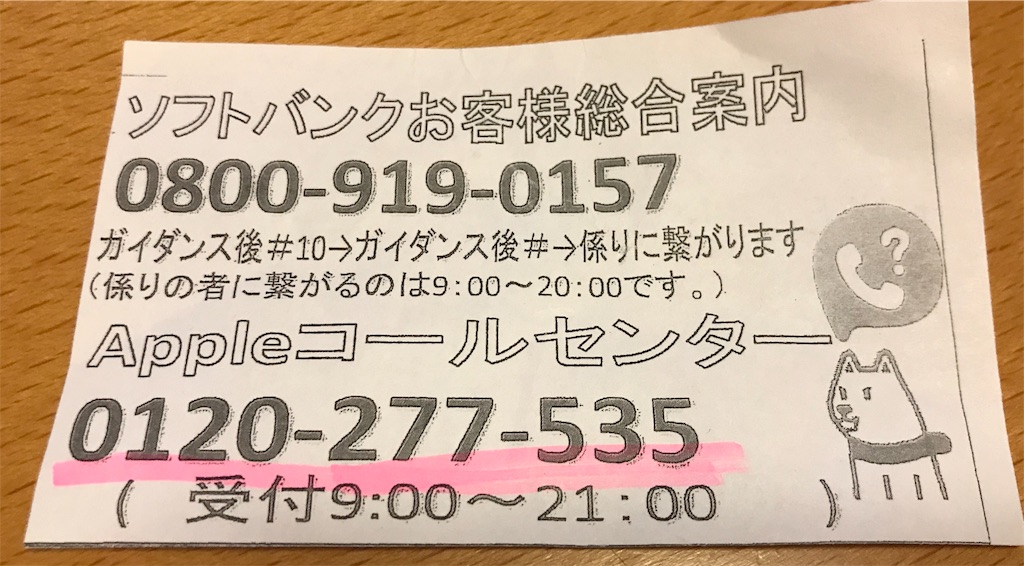 ソフトバンクお客様総合案内
0800-919-0157
ガイダンス後＃10→ガイダンス後＃→係りに繋がります
（係りの者に繋がるのは9:00～20:00です。）
Appleコールセンター
0120-277-535
（　受付9:00～21:00　　　）
?